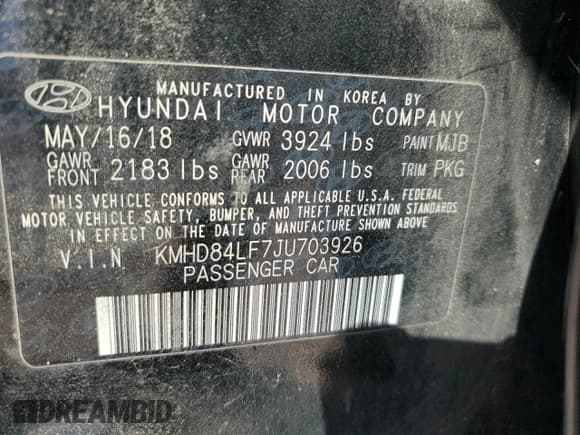 MANUFACTURED IN KOREA BY
HYUNDAI MOTOR COMPANY
MAY/16/18 GVWR 3924 lbs PAINT MJB
GAWR FRONT 2183 lbs GAWR REAR 2006 lbs TRIM PKG
THIS VEHICLE CONFORMS TO ALL APPLICABLE U.S.A. FEDERAL
MOTOR VEHICLE SAFETY, BUMPER, AND THEFT PREVENTION STANDARDS
IN EFFECT ON THE DATE OF MANUFACTURE SHOWN ABOVE
V.I.N. KMHD84LF7JU703926
PASSENGER CAR
DREAMBID